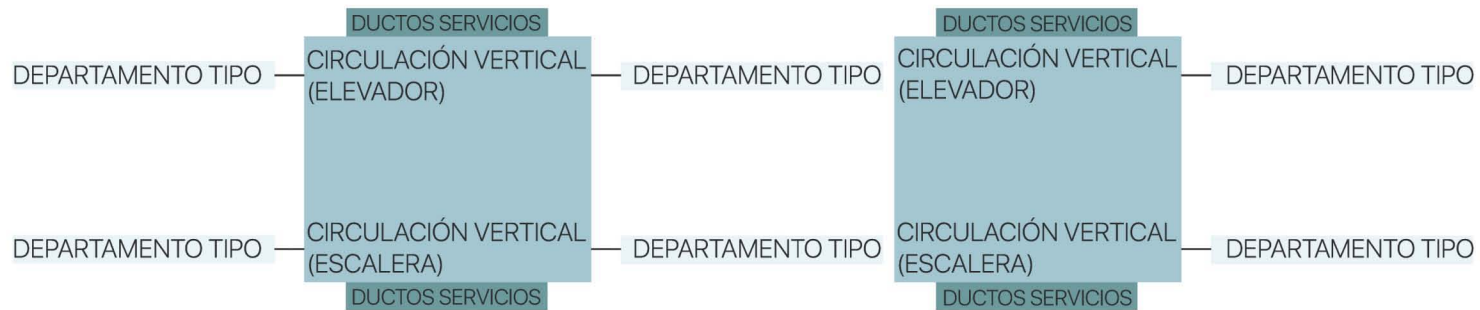 DUCTOS SERVICIOS
DUCTOS SERVICIOS
DEPARTAMENTO TIPO
CIRCULACIÓN VERTICAL
(ELEVADOR)
DEPARTAMENTO TIPO
CIRCULACIÓN VERTICAL
(ELEVADOR)
DEPARTAMENTO TIPO
DEPARTAMENTO TIPO
CIRCULACIÓN VERTICAL
(ESCALERA)
DEPARTAMENTO TIPO
CIRCULACIÓN VERTICAL
(ESCALERA)
DEPARTAMENTO TIPO
DUCTOS SERVICIOS
DUCTOS SERVICIOS